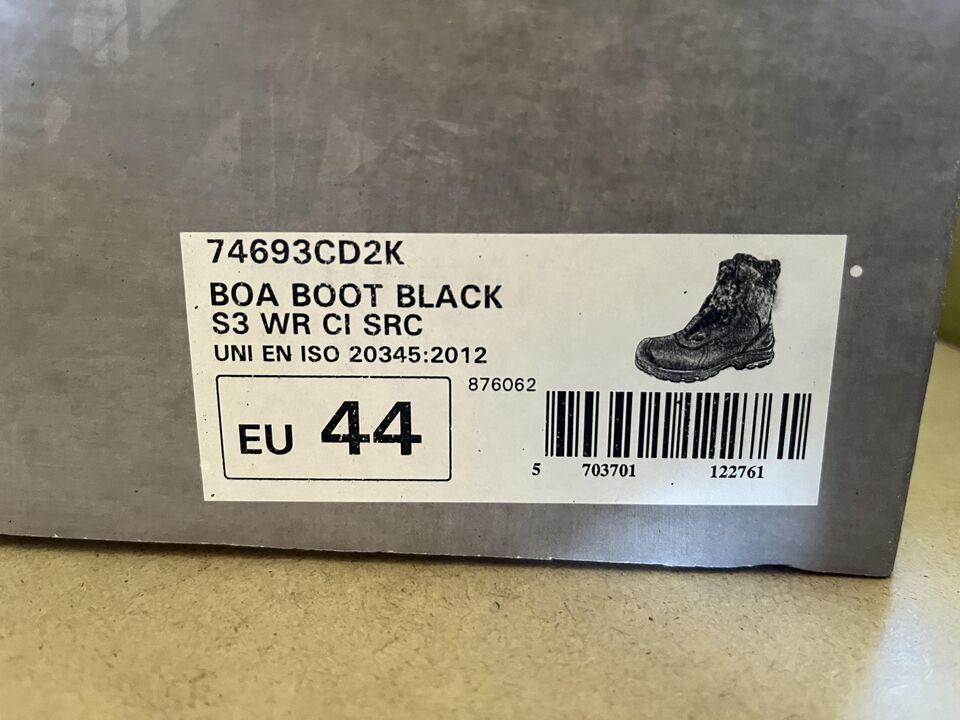 74693CD2K
BOA BOOT BLACK
S3 WR CI SRC
UNI EN ISO 20345:2012
EU 44
876062
5 703701 122761